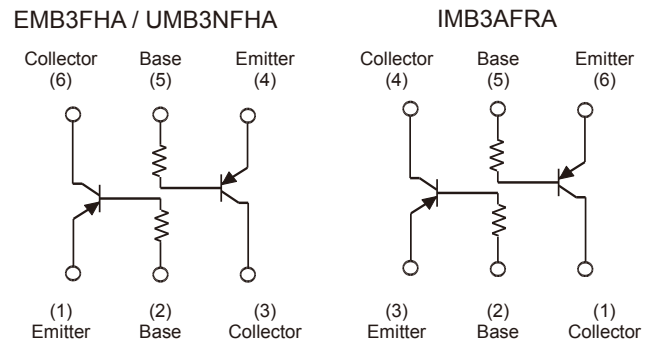 EMB3FHA / UMB3NFHA
Collector Base Emitter
(6) (5) (4)
(1) (2) (3)
Emitter Base Collector
IMB3AFRA
Collector Base Emitter
(4) (5) (6)
(3) (2) (1)
Emitter Base Collector